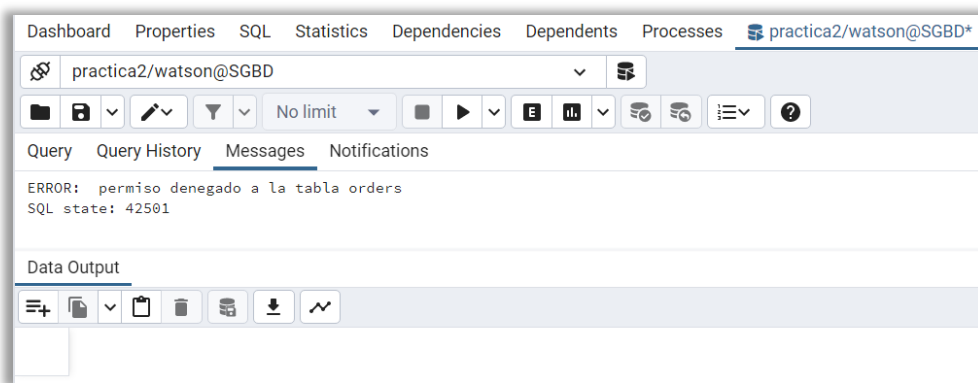 Dashboard Properties SQL Statistics Dependencies Dependents Processes practica2/watson@SGBD*
practica2/watson@SGBD
No limit E
Query Query History Messages Notifications
ERROR:  permiso denegado a la tabla orders
SQL state: 42501
Data Output